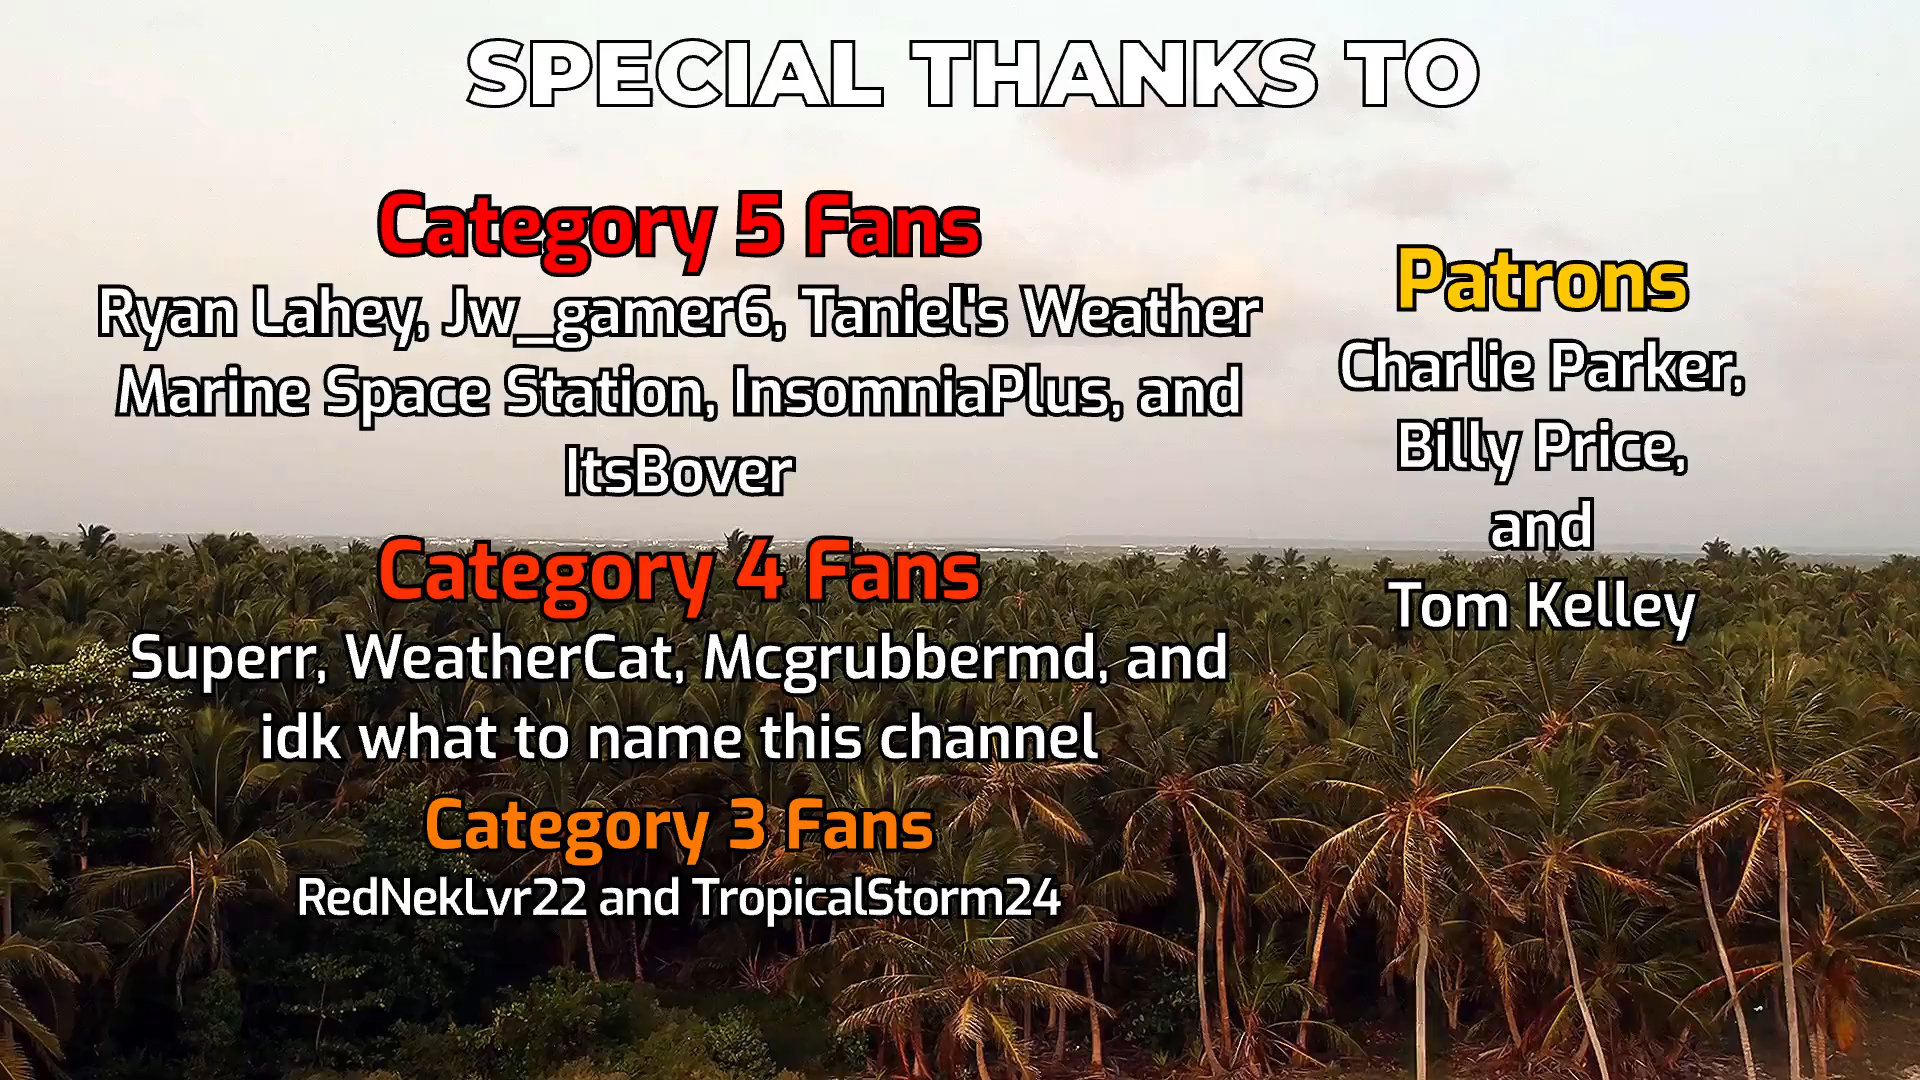 SPECIAL THANKS TO
Category 5 Fans
Ryan Lahey, Jw_gamer6, Taniel's Weather
Marine Space Station, InsomniaPlus, and
ItsBover
Category 4 Fans
Superr, WeatherCat, Mcgrubbermd, and
idk what to name this channel
Category 3 Fans
RedNekLvr22 and TropicalStorm24
Patrons
Charlie Parker,
Billy Price,
and
Tom Kelley